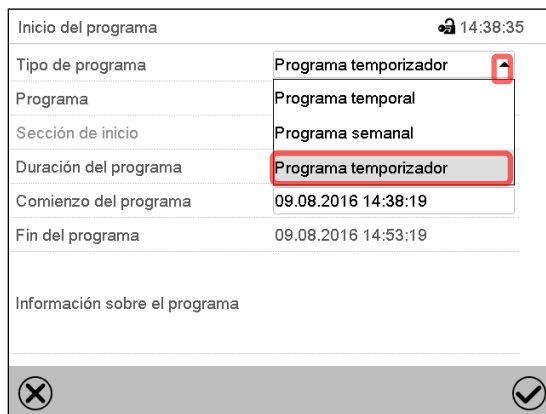 Inicio del programa 14:38:35
Tipo de programa Programa temporizador
Programa Programa temporal
Sección de inicio Programa semanal
Duración del programa Programa temporizador
Comienzo del programa 09.08.2016 14:38:19
Fin del programa 09.08.2016 14:53:19
Información sobre el programa